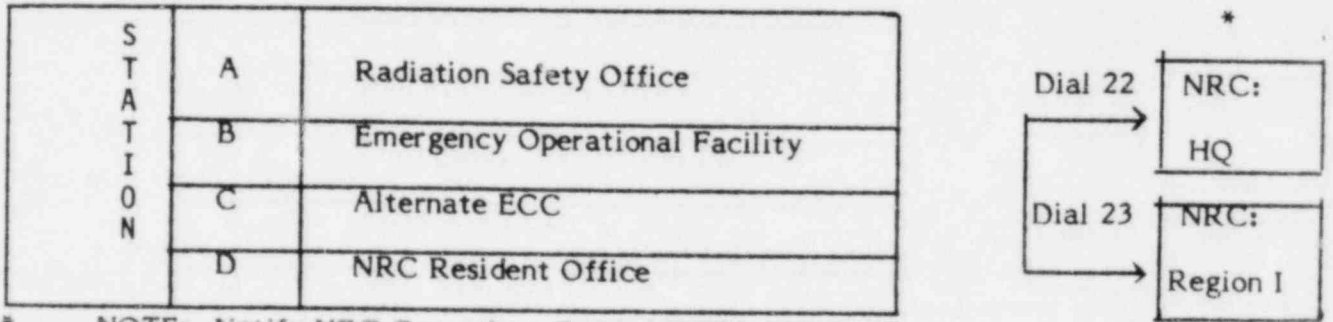 STATION
A Radiation Safety Office
B Emergency Operational Facility
C Alternate ECC
D NRC Resident Office
*
Dial 22 NRC:
HQ
Dial 23 NRC:
Region I
NOTE: Notify NRC